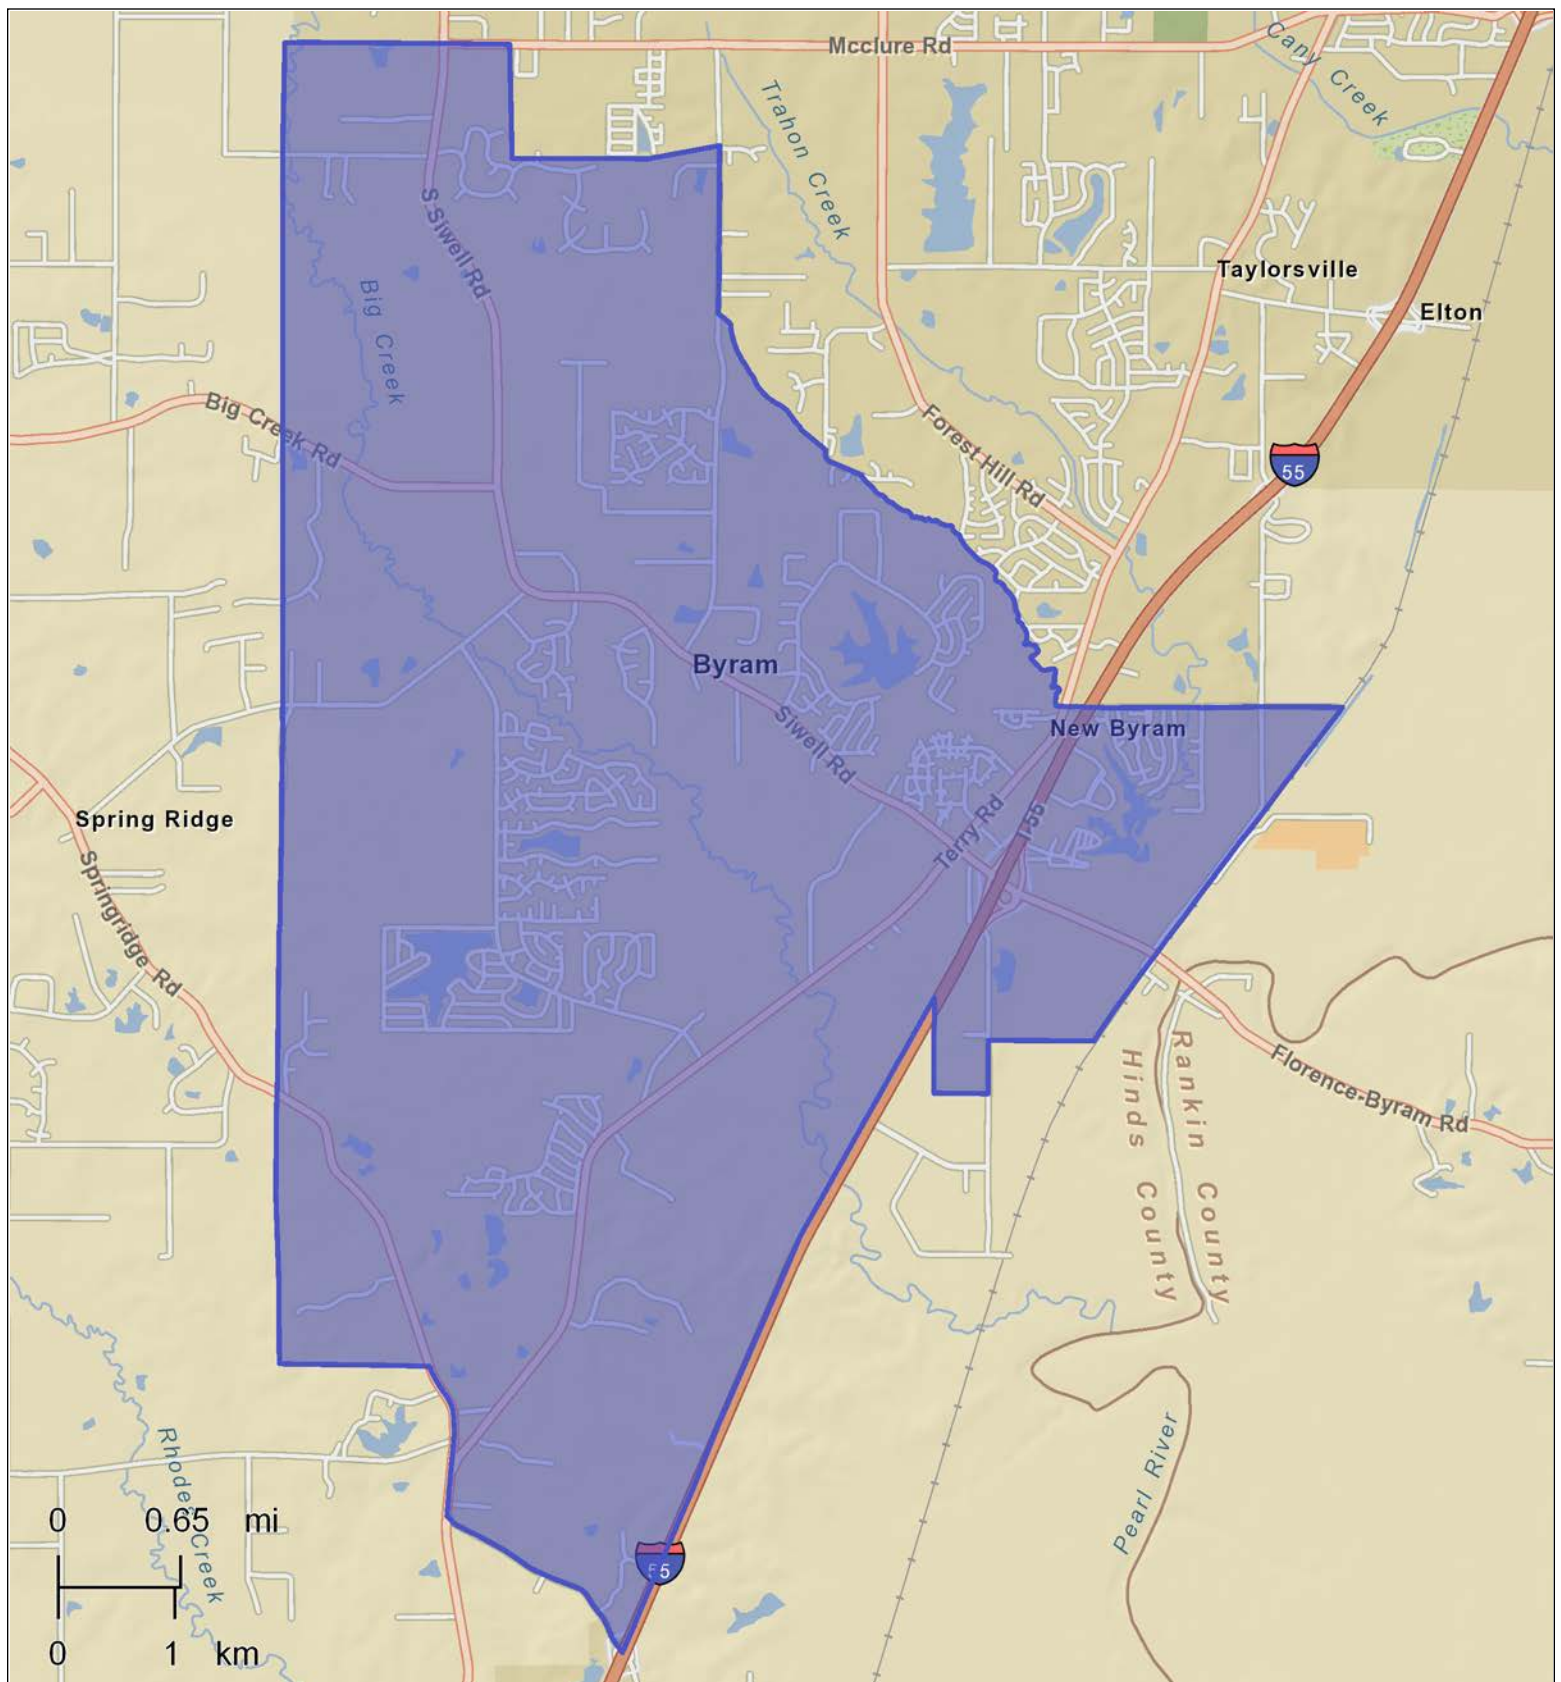 Mcclure Rd
Cany Creek
Trahon Creek
S Siwell Rd
Taylorsville
Big Creek
Elton
Big Creek Rd
Forest Hill Rd
55
Byram
New Byram
Siwell Rd
Spring Ridge
Terry Rd
I-55
Springridge Rd
Rankin County
Hinds County
Florence-Byram Rd
Pearl River
Rhodes Creek
0 0.65 mi
55
0 1 km